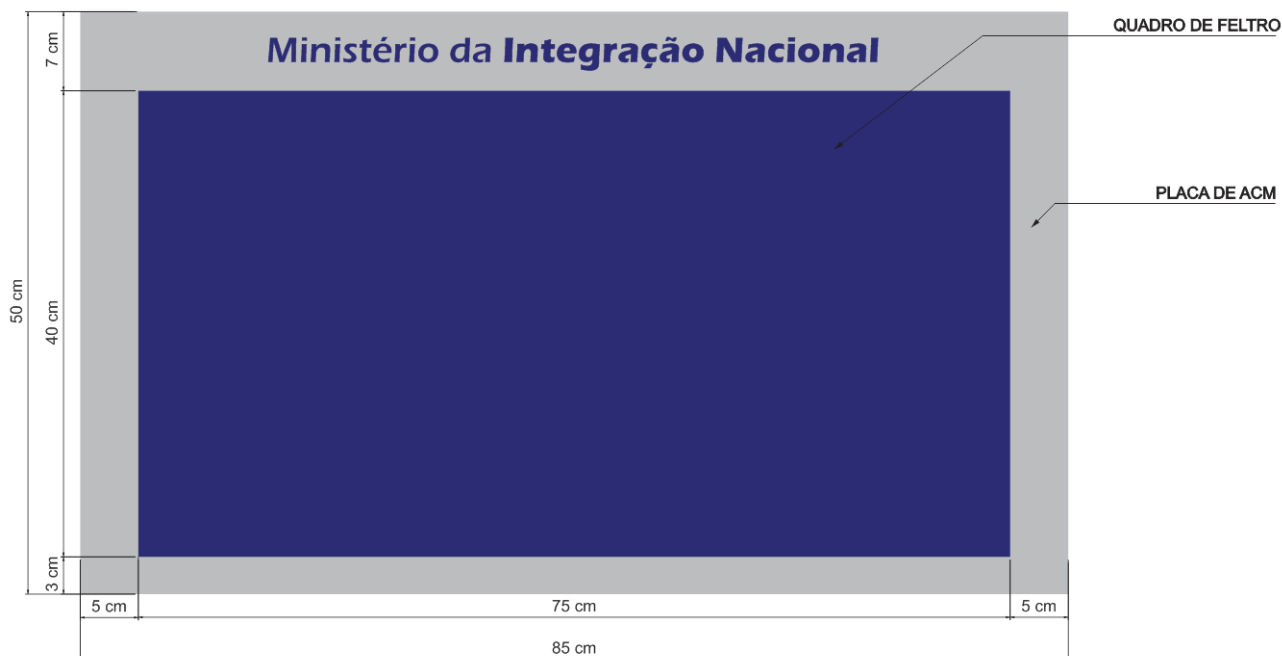 QUADRO DE FELTRO
7 cm
Ministério da Integração Nacional
PLACA DE ACM
50 cm
40 cm
3 cm
5 cm
75 cm
5 cm
85 cm